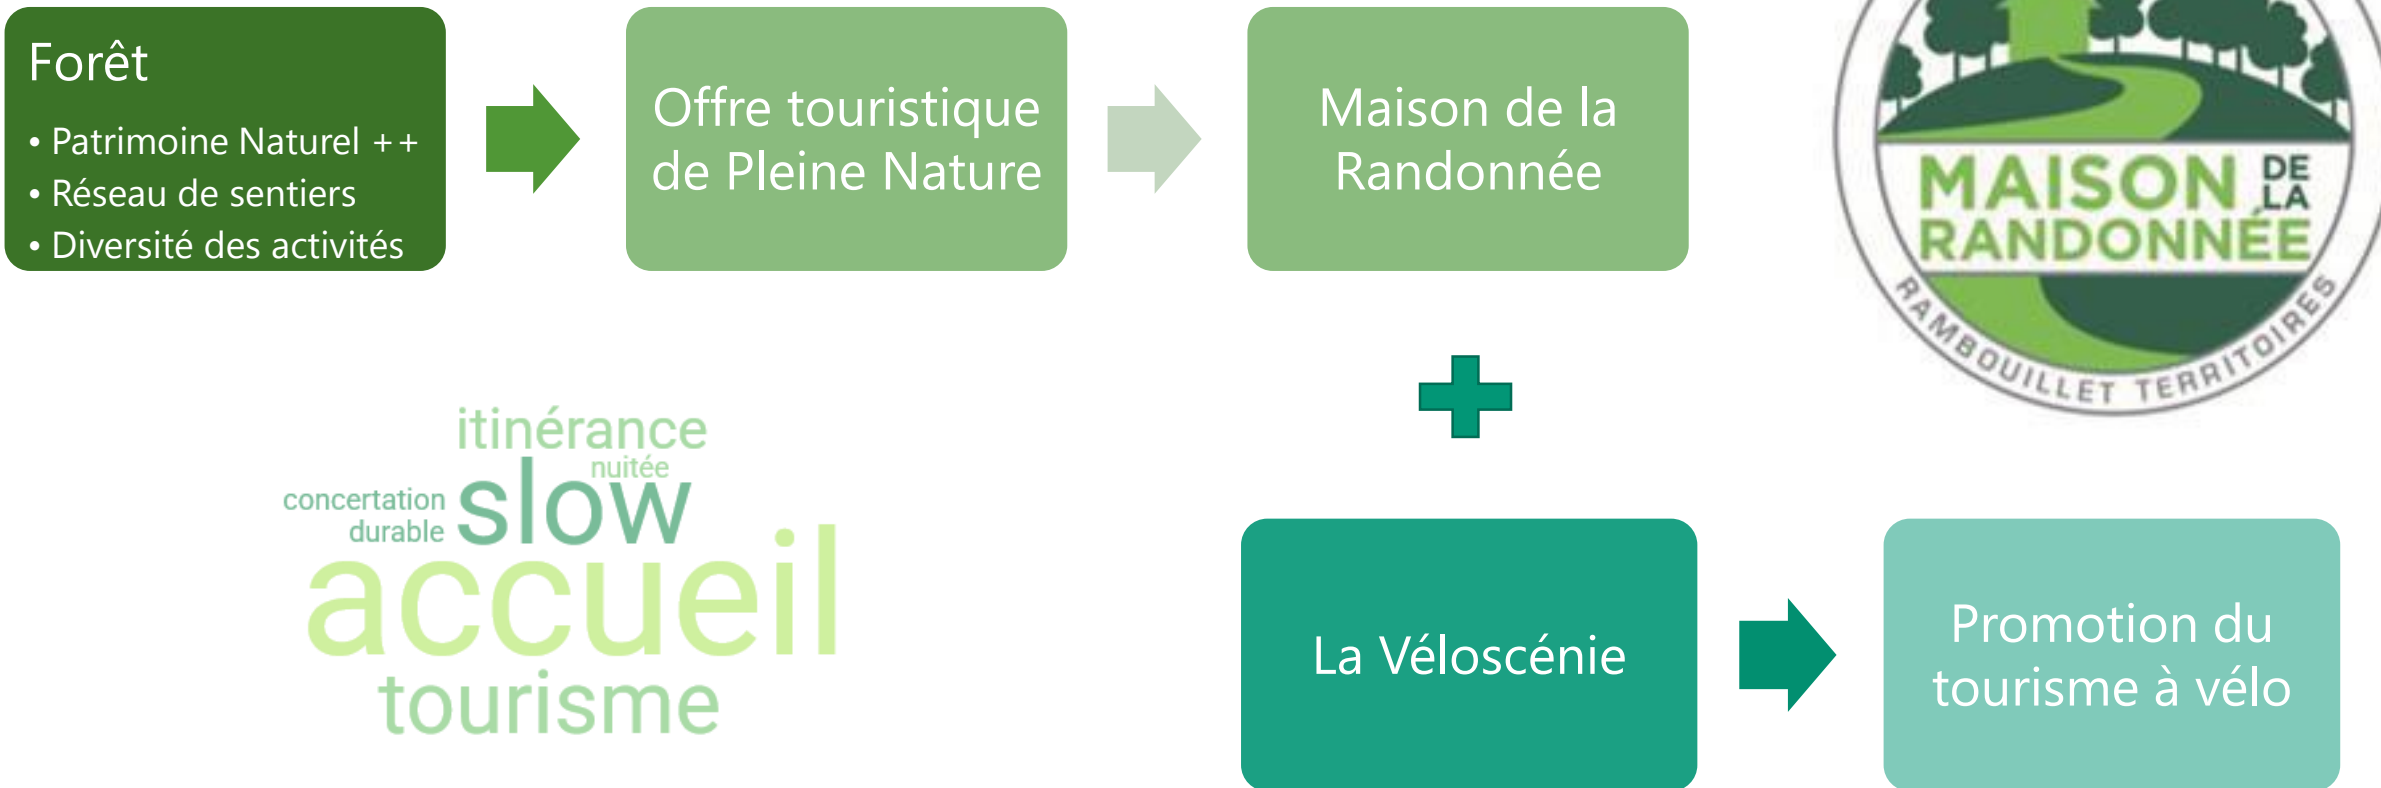 Forêt
• Patrimoine Naturel ++
• Réseau de sentiers
• Diversité des activités
Offre touristique
de Pleine Nature
Maison de la
Randonnée
MAISON DE LA
RANDONNÉE
RAMBOUILLET TERRITOIRES
itinérance
nuitée
concertation
slow
durable
accueil
tourisme
La Véloscénie
Promotion du
tourisme à vélo